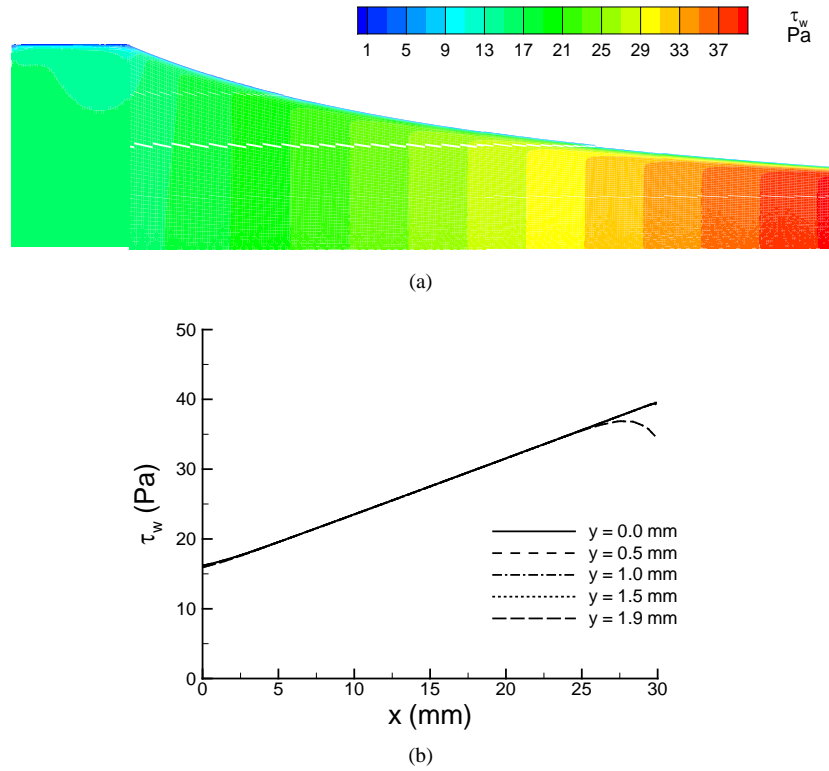 1 5 9 13 17 21 25 29 33 37
τw
Pa
(a)
50
40
30
20
10
0
τw (Pa)
y = 0.0 mm
y = 0.5 mm
y = 1.0 mm
y = 1.5 mm
y = 1.9 mm
0 5 10 15 20 25 30
x (mm)
(b)